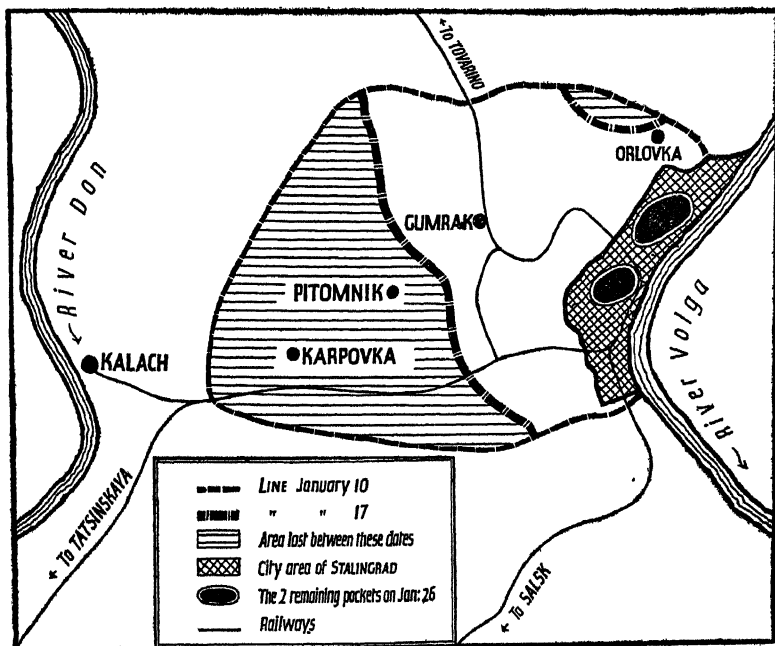 ← To TOVARINO
ORLOVKA
River Don
GUMRAK
PITOMNIK
KARPOVKA
← KALACH
River Volga
←
← To TATSINSKAVA
← To SALSK
LINE January 10
" " 17
Area lost between these dates
City area of STALINGRAD
The 2 remaining pockets on Jan: 26
Railways